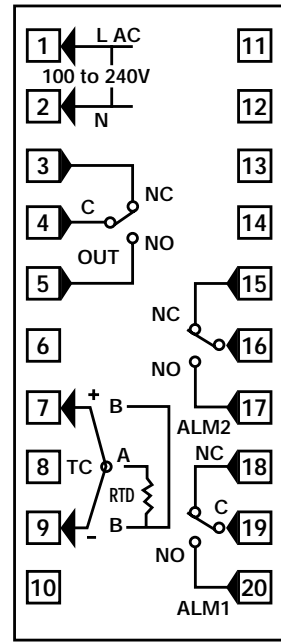 1 L AC 11
100 to 240V
2 N 12
3 13
NC
4 C 14
OUT NO
5 15
NC
6 16
NO
7 + B 17
ALM2
8 TC A NC 18
RTD
C
9 - B 19
NO
10 20
ALM1